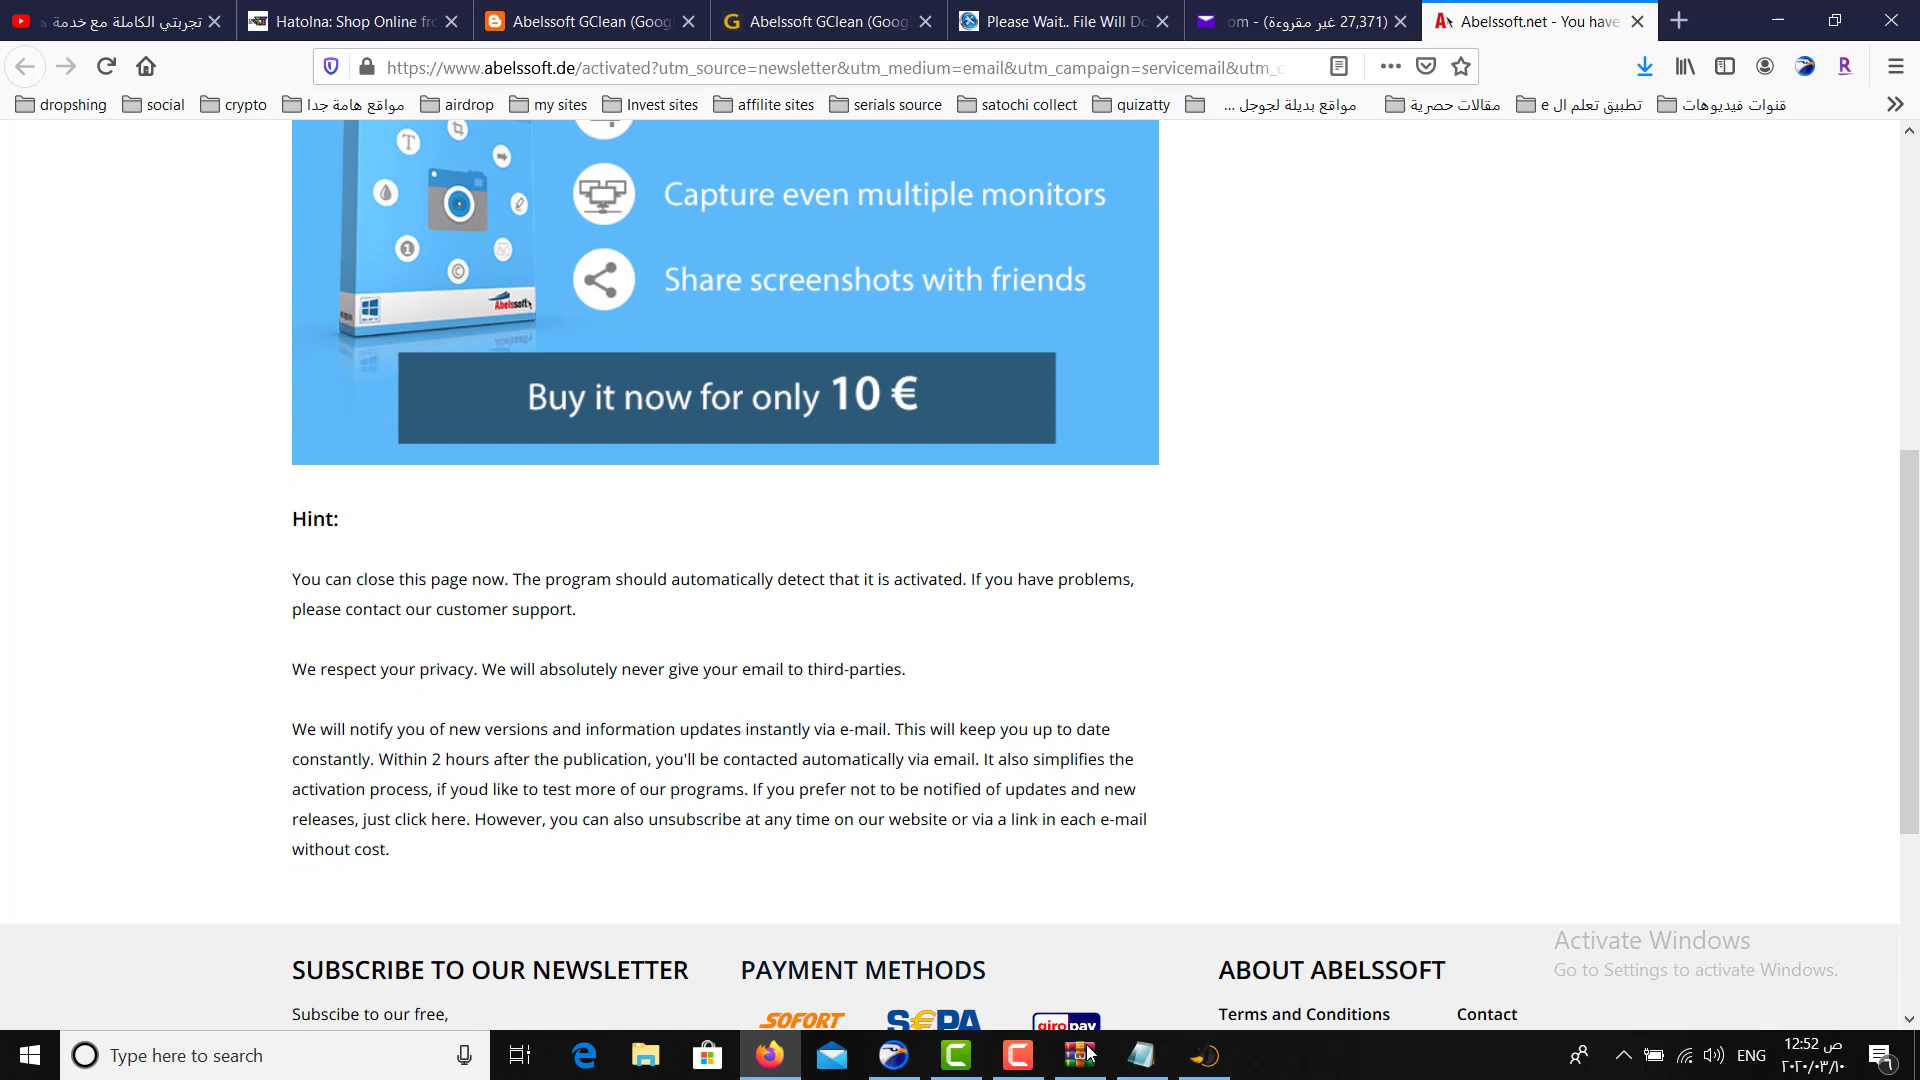 تجربتي الكاملة مع خدمة
Hatolna: Shop Online fr
Abelssoft GClean (Goog
Abelssoft GClean (Goog
Please Wait.. File Will Do
(27,371 غير مقروءة) - om
Abelssoft.net - You have
https://www.abelssoft.de/activated?utm_source=newsletter&utm_medium=email&utm_campaign=servicemail&utm_c
dropshing
social
crypto
مواقع هامة جدا
airdrop
my sites
Invest sites
affilite sites
serials source
satochi collect
quizatty
مواقع بديلة لجوجل ...
مقالات حصرية
تطبيق تعلم ال e
قنوات فيديوهات
T
1
©
Abelssoft
Capture even multiple monitors
Share screenshots with friends
Buy it now for only 10 €
Hint:
You can close this page now. The program should automatically detect that it is activated. If you have problems,
please contact our customer support.
We respect your privacy. We will absolutely never give your email to third-parties.
We will notify you of new versions and information updates instantly via e-mail. This will keep you up to date
constantly. Within 2 hours after the publication, you'll be contacted automatically via email. It also simplifies the
activation process, if youd like to test more of our programs. If you prefer not to be notified of updates and new
releases, just click here. However, you can also unsubscribe at any time on our website or via a link in each e-mail
without cost.
Activate Windows
Go to Settings to activate Windows.
SUBSCRIBE TO OUR NEWSLETTER
PAYMENT METHODS
ABOUT ABELSSOFT
Subscibe to our free,
SOFORT
S€PA
giropay
Terms and Conditions
Contact
Type here to search
ENG
12:52 ص
٢٠٢٠/٠٣/١٠
٦